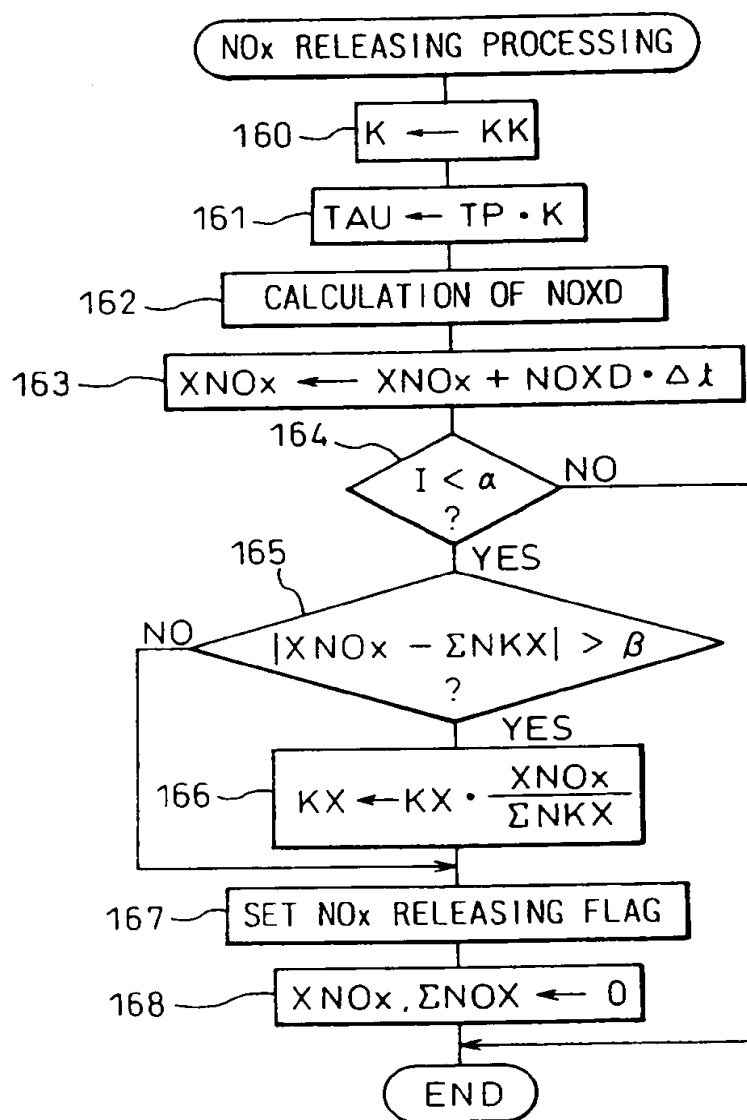 NOx RELEASING PROCESSING
160
K ← KK
161
TAU ← TP · K
162
CALCULATION OF NOXD
163
XNOx ← XNOx + NOXD · Δt
164
I < α
?
NO
YES
165
NO
|XNOx - ΣNKX| > β
?
YES
166
KX ← KX · XNOx / ΣNKX
167
SET NOx RELEASING FLAG
168
XNOx, ΣNOX ← 0
END